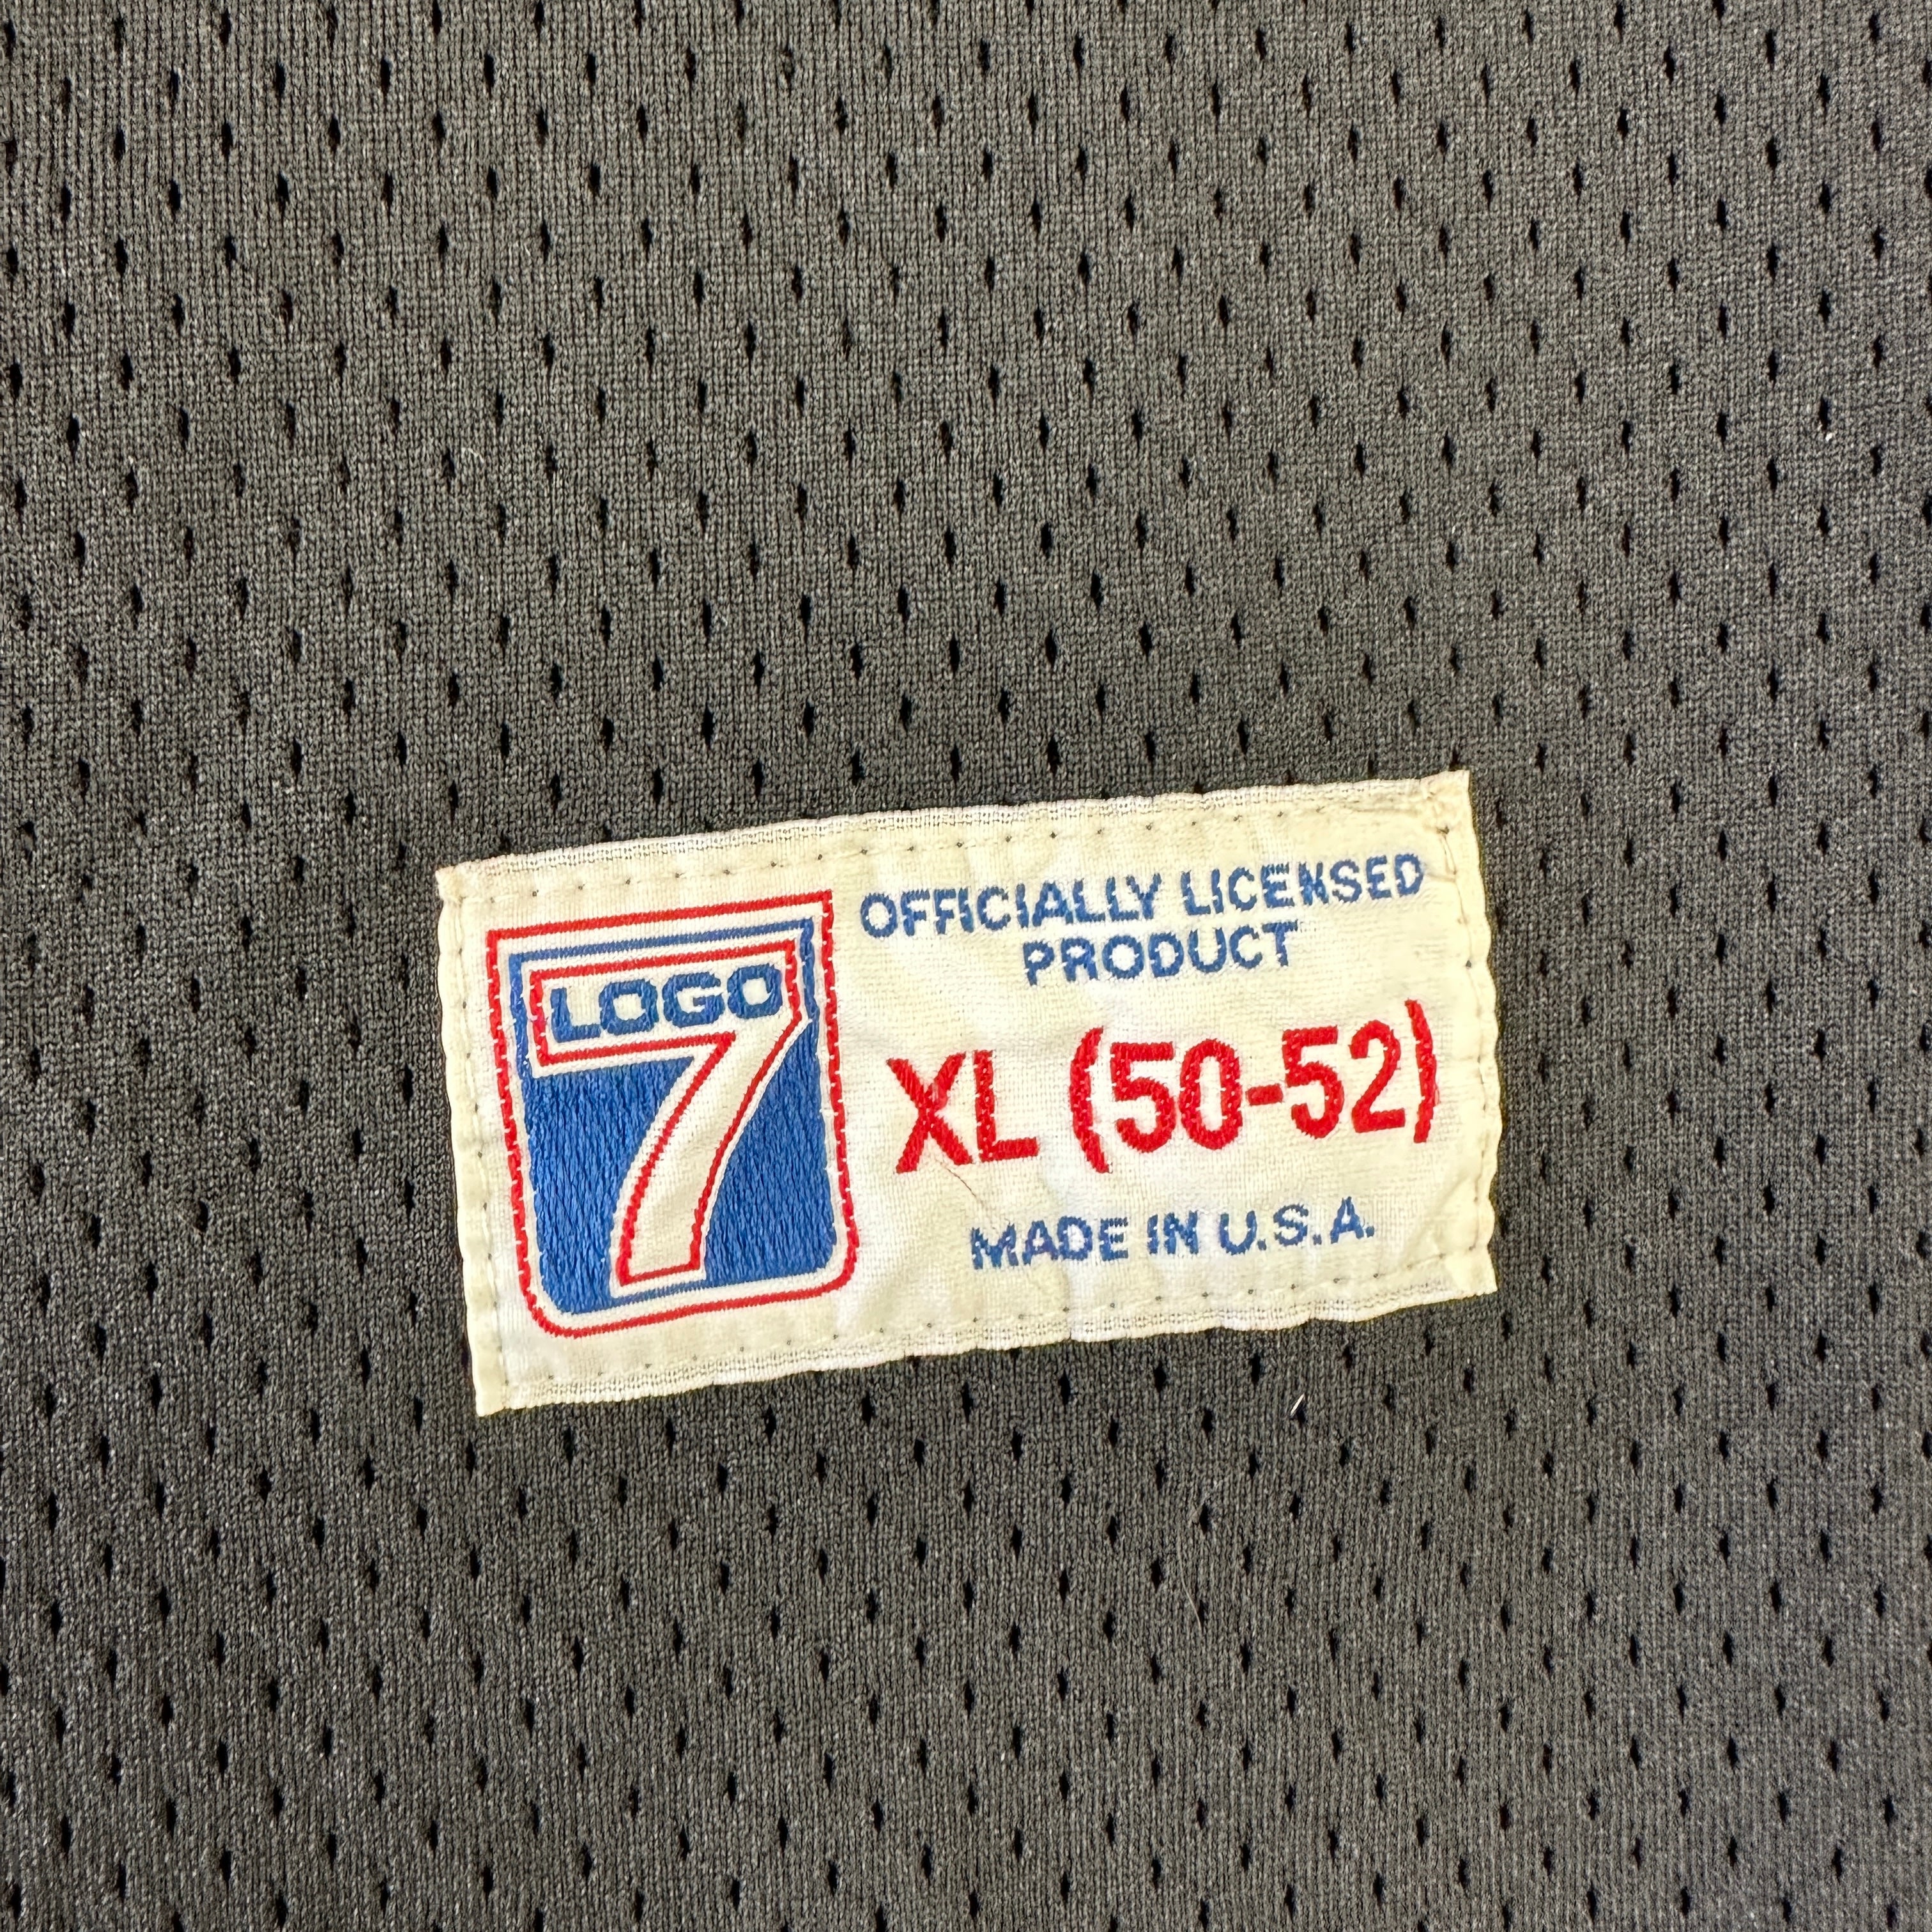 LOGO
7
OFFICIALLY LICENSED
PRODUCT
XL (50-52)
MADE IN U.S.A.